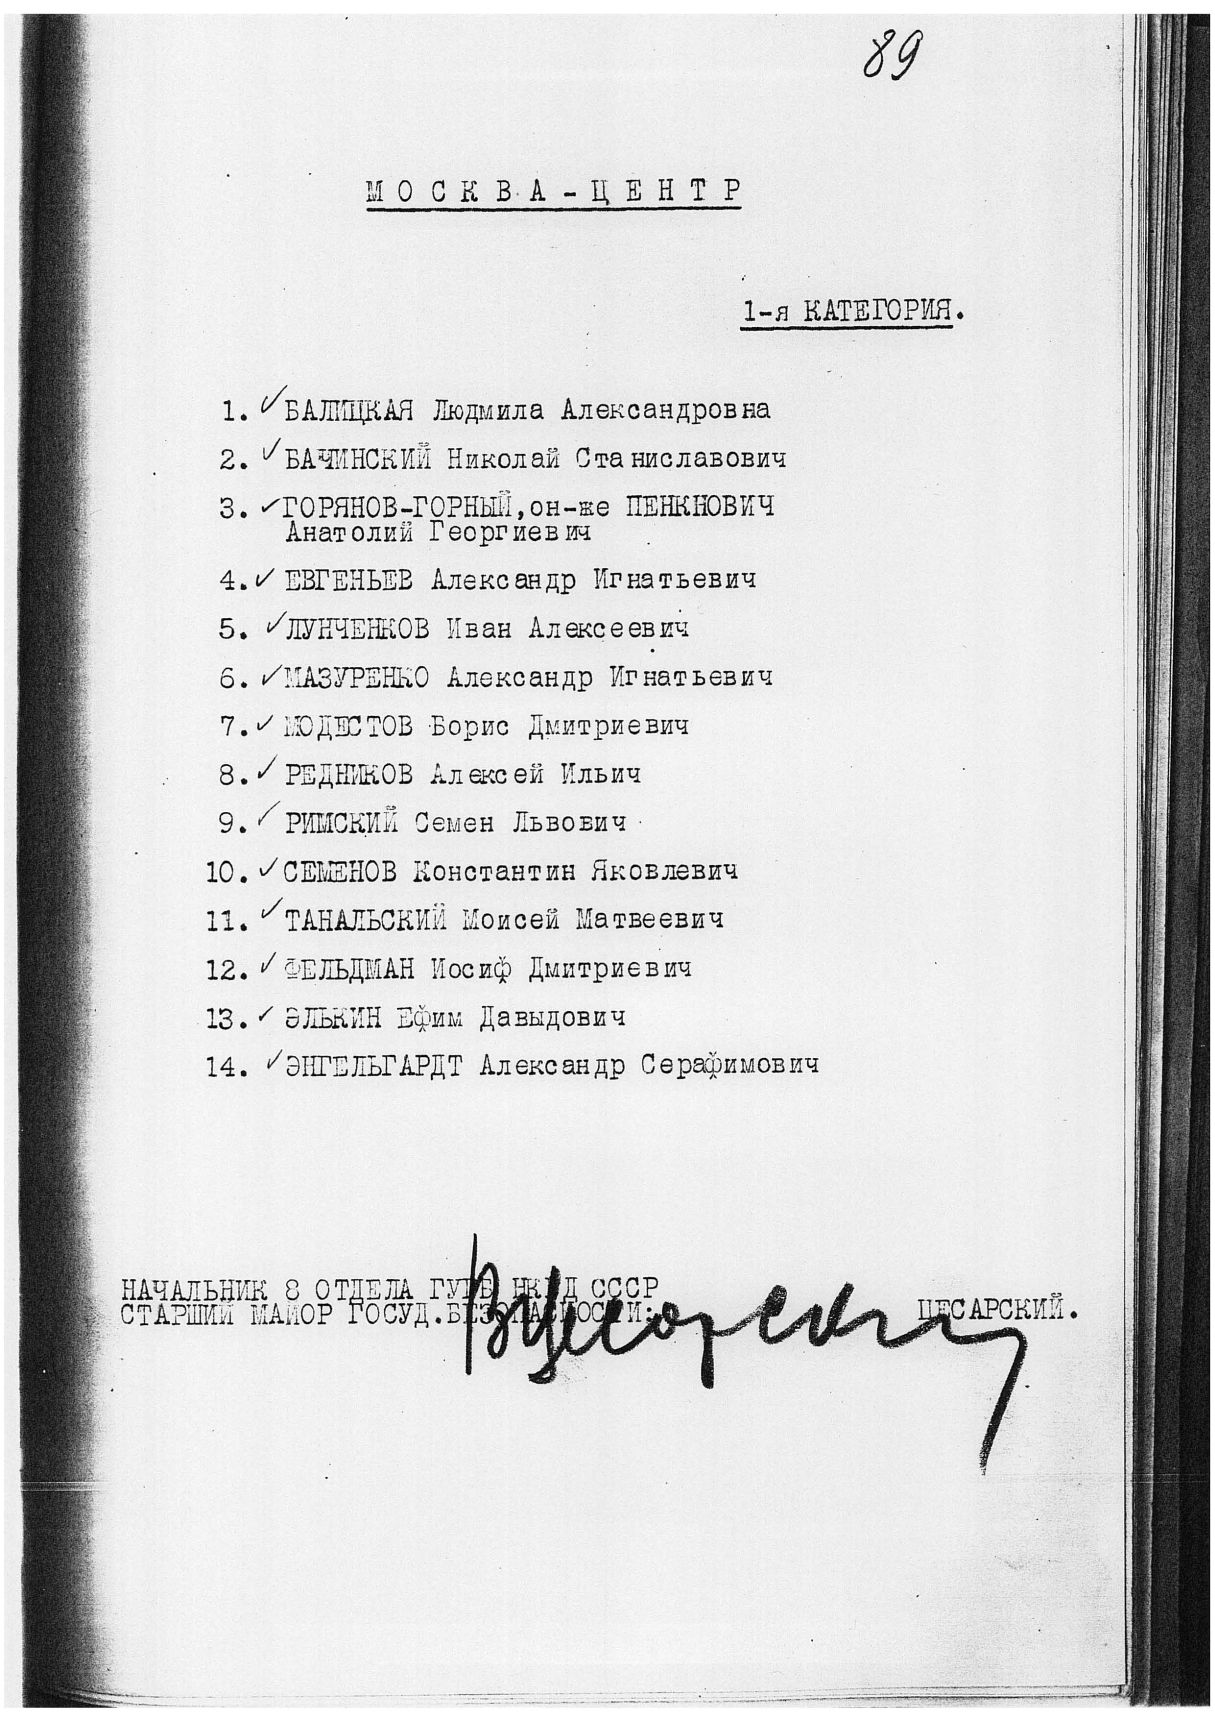 89
МОСКВА-ЦЕНТР
1-я КАТЕГОРИЯ.
1. БАЛИЦКАЯ Людмила Александровна
2. БАЧИНСКИЙ Николай Станиславович
3. ГОРЯНОВ-ГОРНЫЙ, он-же ПЕНКНОВИЧ
Анатолий Георгиевич
4. ЕВГЕНЬЕВ Александр Игнатьевич
5. ЛУНЧЕНКОВ Иван Алексеевич
6. МАЗУРЕНКО Александр Игнатьевич
7. МОДЕСТОВ Борис Дмитриевич
8. РЕДНИКОВ Алексей Ильич
9. РИМСКИЙ Семен Львович
10. СЕМЕНОВ Константин Яковлевич
11. ТАНАЛЬСКИЙ Моисей Матвеевич
12. ФЕЛЬДМАН Иосиф Дмитриевич
13. ЭЛЬКИН Ефим Давыдович
14. ЭНГЕЛЬГАРДТ Александр Серафимович
НАЧАЛЬНИК 8 ОТДЕЛА ГУГБ НКВД СССР
СТАРШИЙ МАЙОР ГОСУД.БЕЗОПАСНОСТИ: ЦЕСАРСКИЙ.